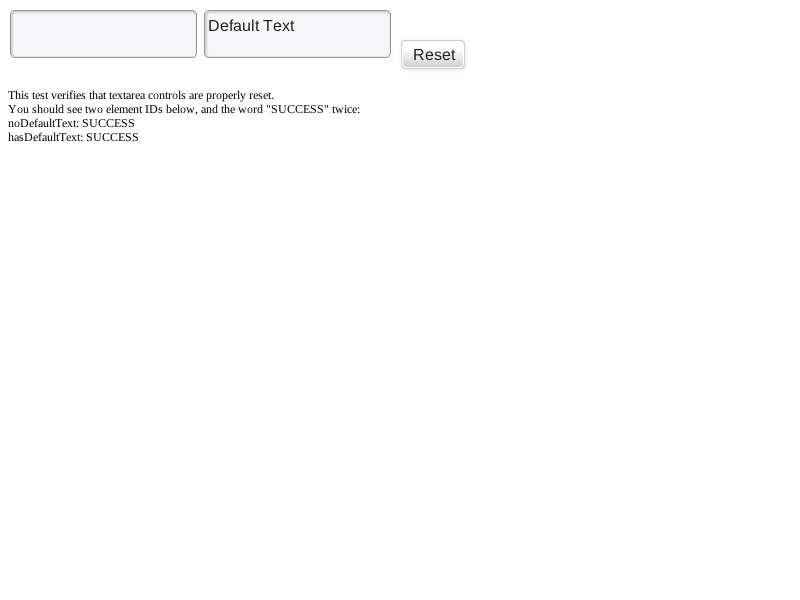 Default Text
Reset
This test verifies that textarea controls are properly reset.
You should see two element IDs below, and the word "SUCCESS" twice:
noDefaultText: SUCCESS
hasDefaultText: SUCCESS